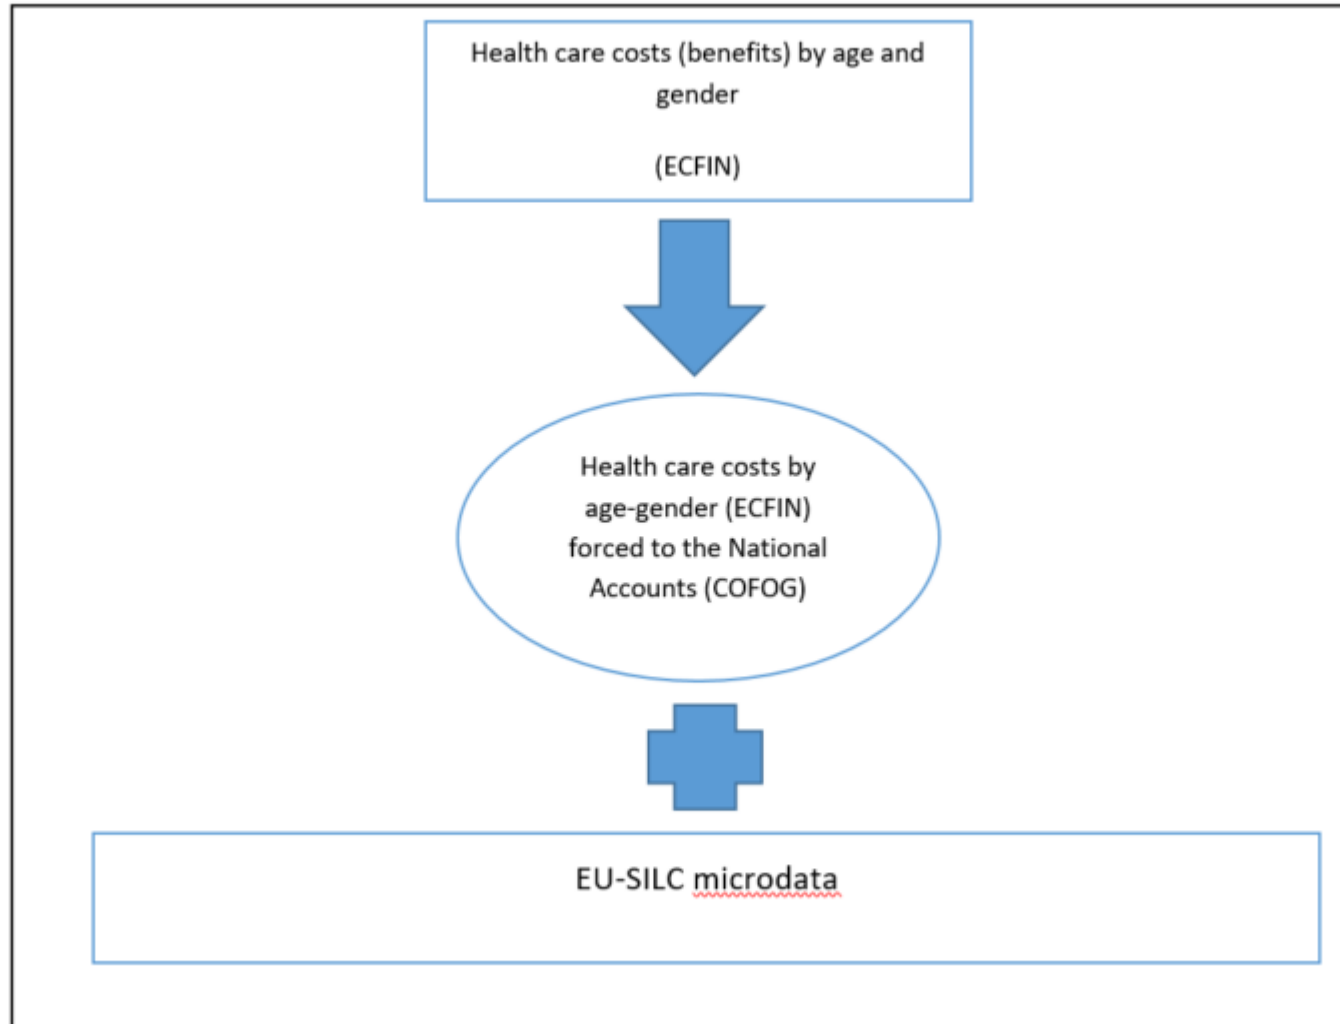 Health care costs (benefits) by age and
gender
(ECFIN)
Health care costs by
age-gender (ECFIN)
forced to the National
Accounts (COFOG)
EU-SILC microdata